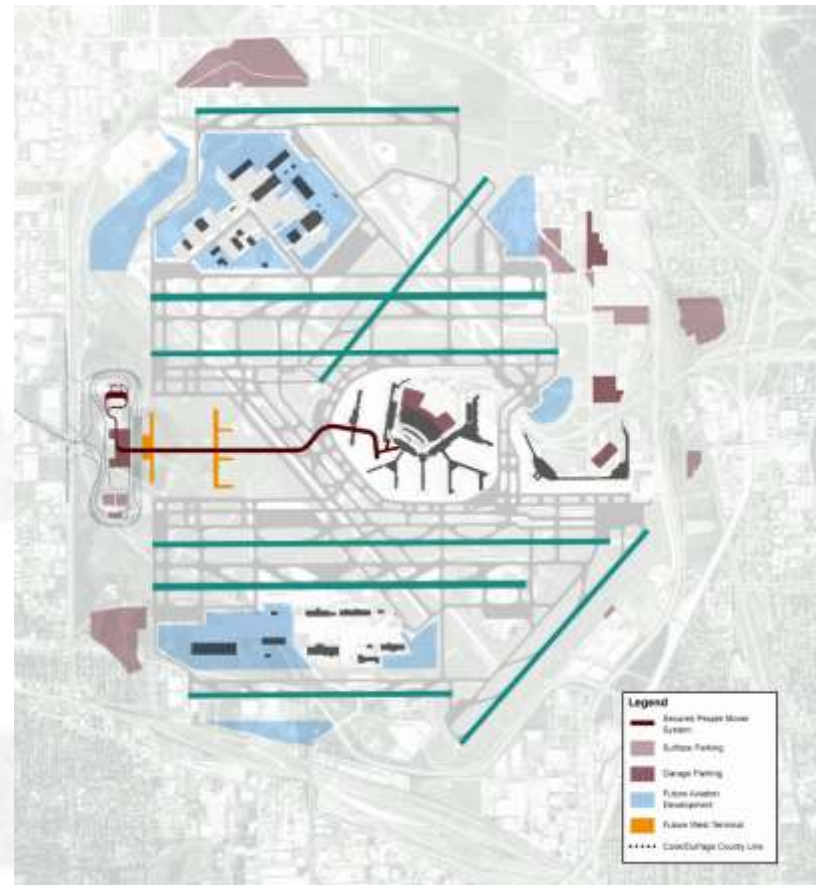 Legend
Secured People Mover
System
Surface Parking
Garage Parking
Future Aviation
Development
Future West Terminal
Cook/DuPage County Line